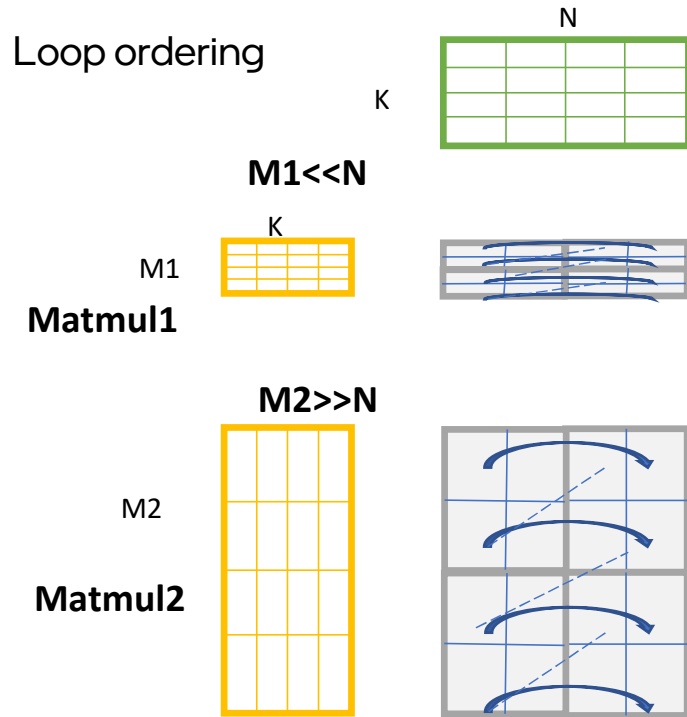 N
Loop ordering
K
M1<<N
K
M1
Matmul1
M2>>N
M2
Matmul2